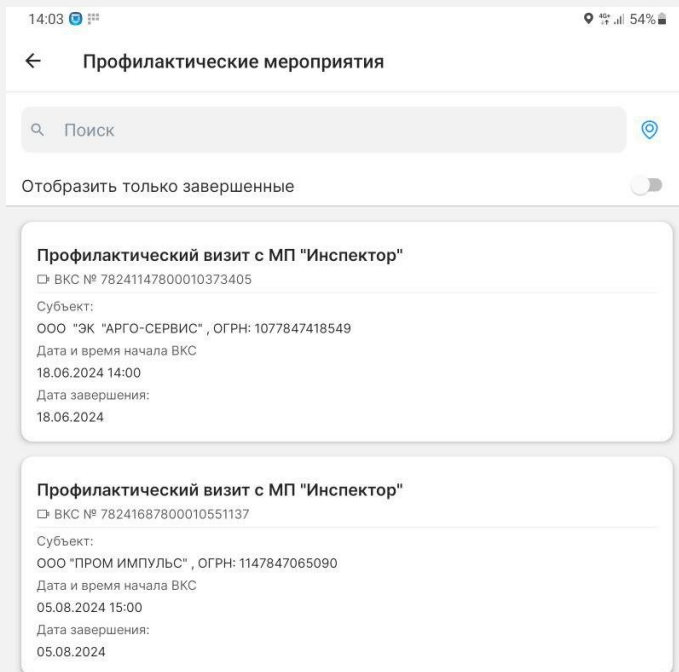 14:03 4G+ 54%
Профилактические мероприятия
Поиск
Отобразить только завершенные
Профилактический визит с МП "Инспектор"
ВКС № 78241147800010373405
Субъект:
ООО "ЭК "АРГО-СЕРВИС" , ОГРН: 1077847418549
Дата и время начала ВКС
18.06.2024 14:00
Дата завершения:
18.06.2024
Профилактический визит с МП "Инспектор"
ВКС № 78241687800010551137
Субъект:
ООО "ПРОМ ИМПУЛЬС" , ОГРН: 1147847065090
Дата и время начала ВКС
05.08.2024 15:00
Дата завершения:
05.08.2024